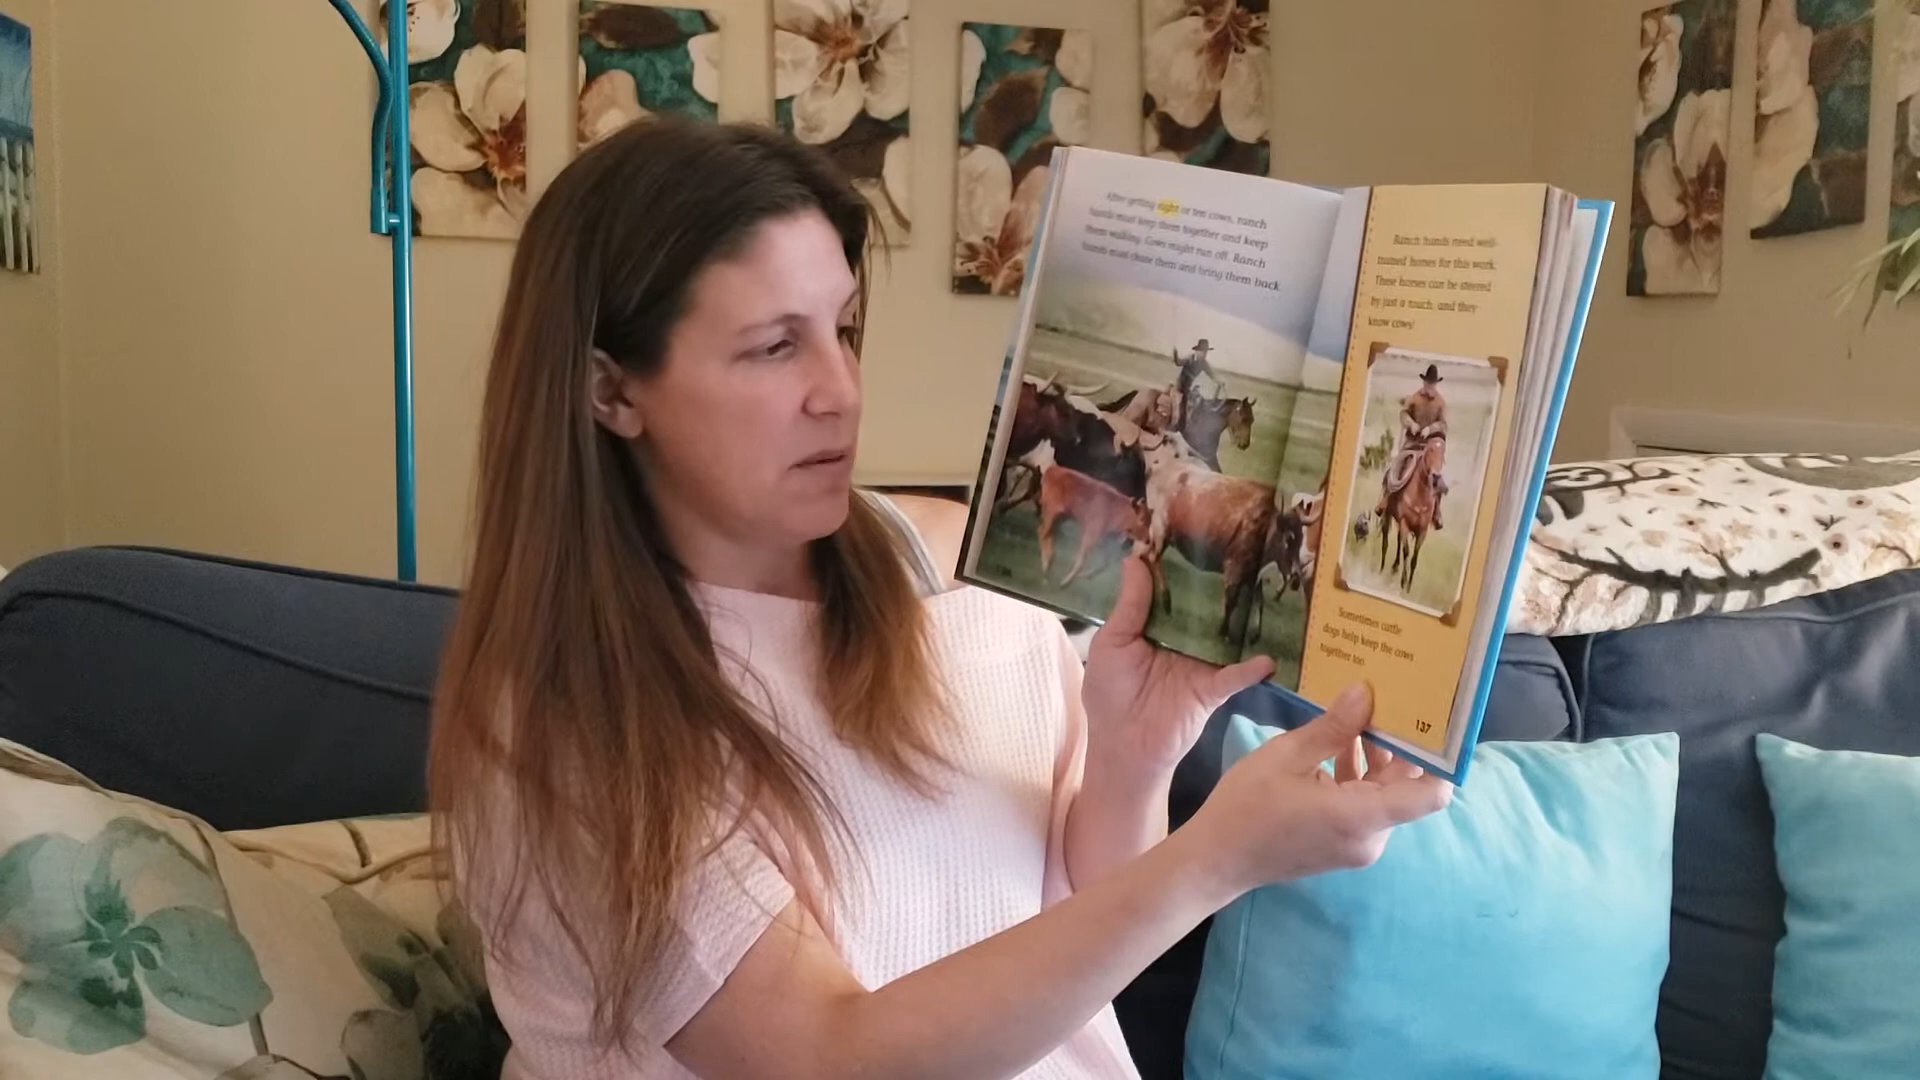 After getting eight or ten cows, ranch
hands must keep them together and keep
them walking. Cows might run off. Ranch
hands must chase them and bring them back.
Ranch hands need well-
trained horses for this work.
These horses can be steered
by just a touch, and they
know cows!
Sometimes cattle
dogs help keep the cows
together too.
137